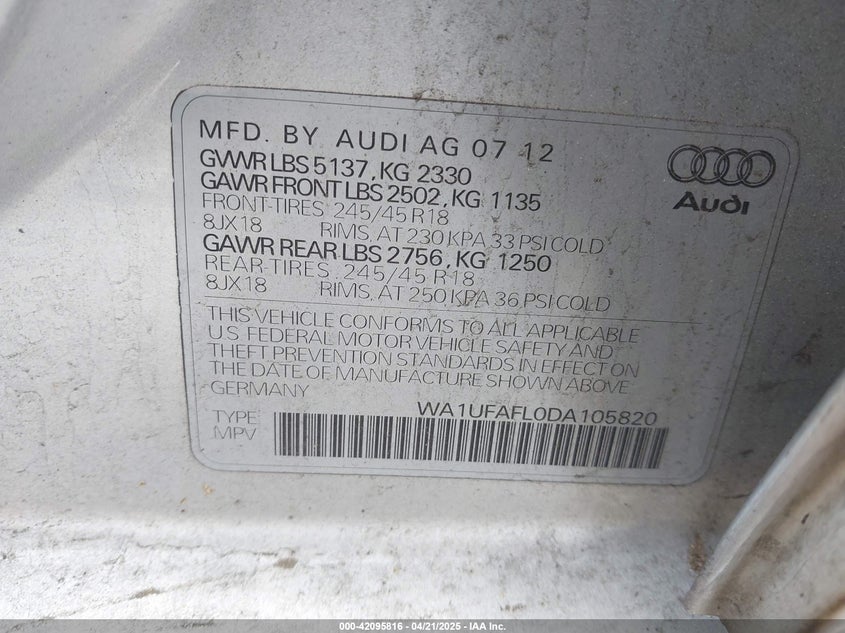 MFD. BY AUDI AG 07 12
GVWR LBS 5137, KG 2330
GAWR FRONT LBS 2502, KG 1135
FRONT-TIRES 245/45 R18
8JX18 RIMS, AT 230 KPA 33 PSI COLD
GAWR REAR LBS 2756, KG 1250
REAR-TIRES 245/45 R18
8JX18 RIMS, AT 250 KPA 36 PSI COLD
Audi
THIS VEHICLE CONFORMS TO ALL APPLICABLE
U.S. FEDERAL MOTOR VEHICLE SAFETY AND
THEFT PREVENTION STANDARDS IN EFFECT ON
THE DATE OF MANUFACTURE SHOWN ABOVE
GERMANY
WA1UFAFL0DA105820
TYPE
MPV
000-42095816 - 04/21/2025 - IAA Inc.